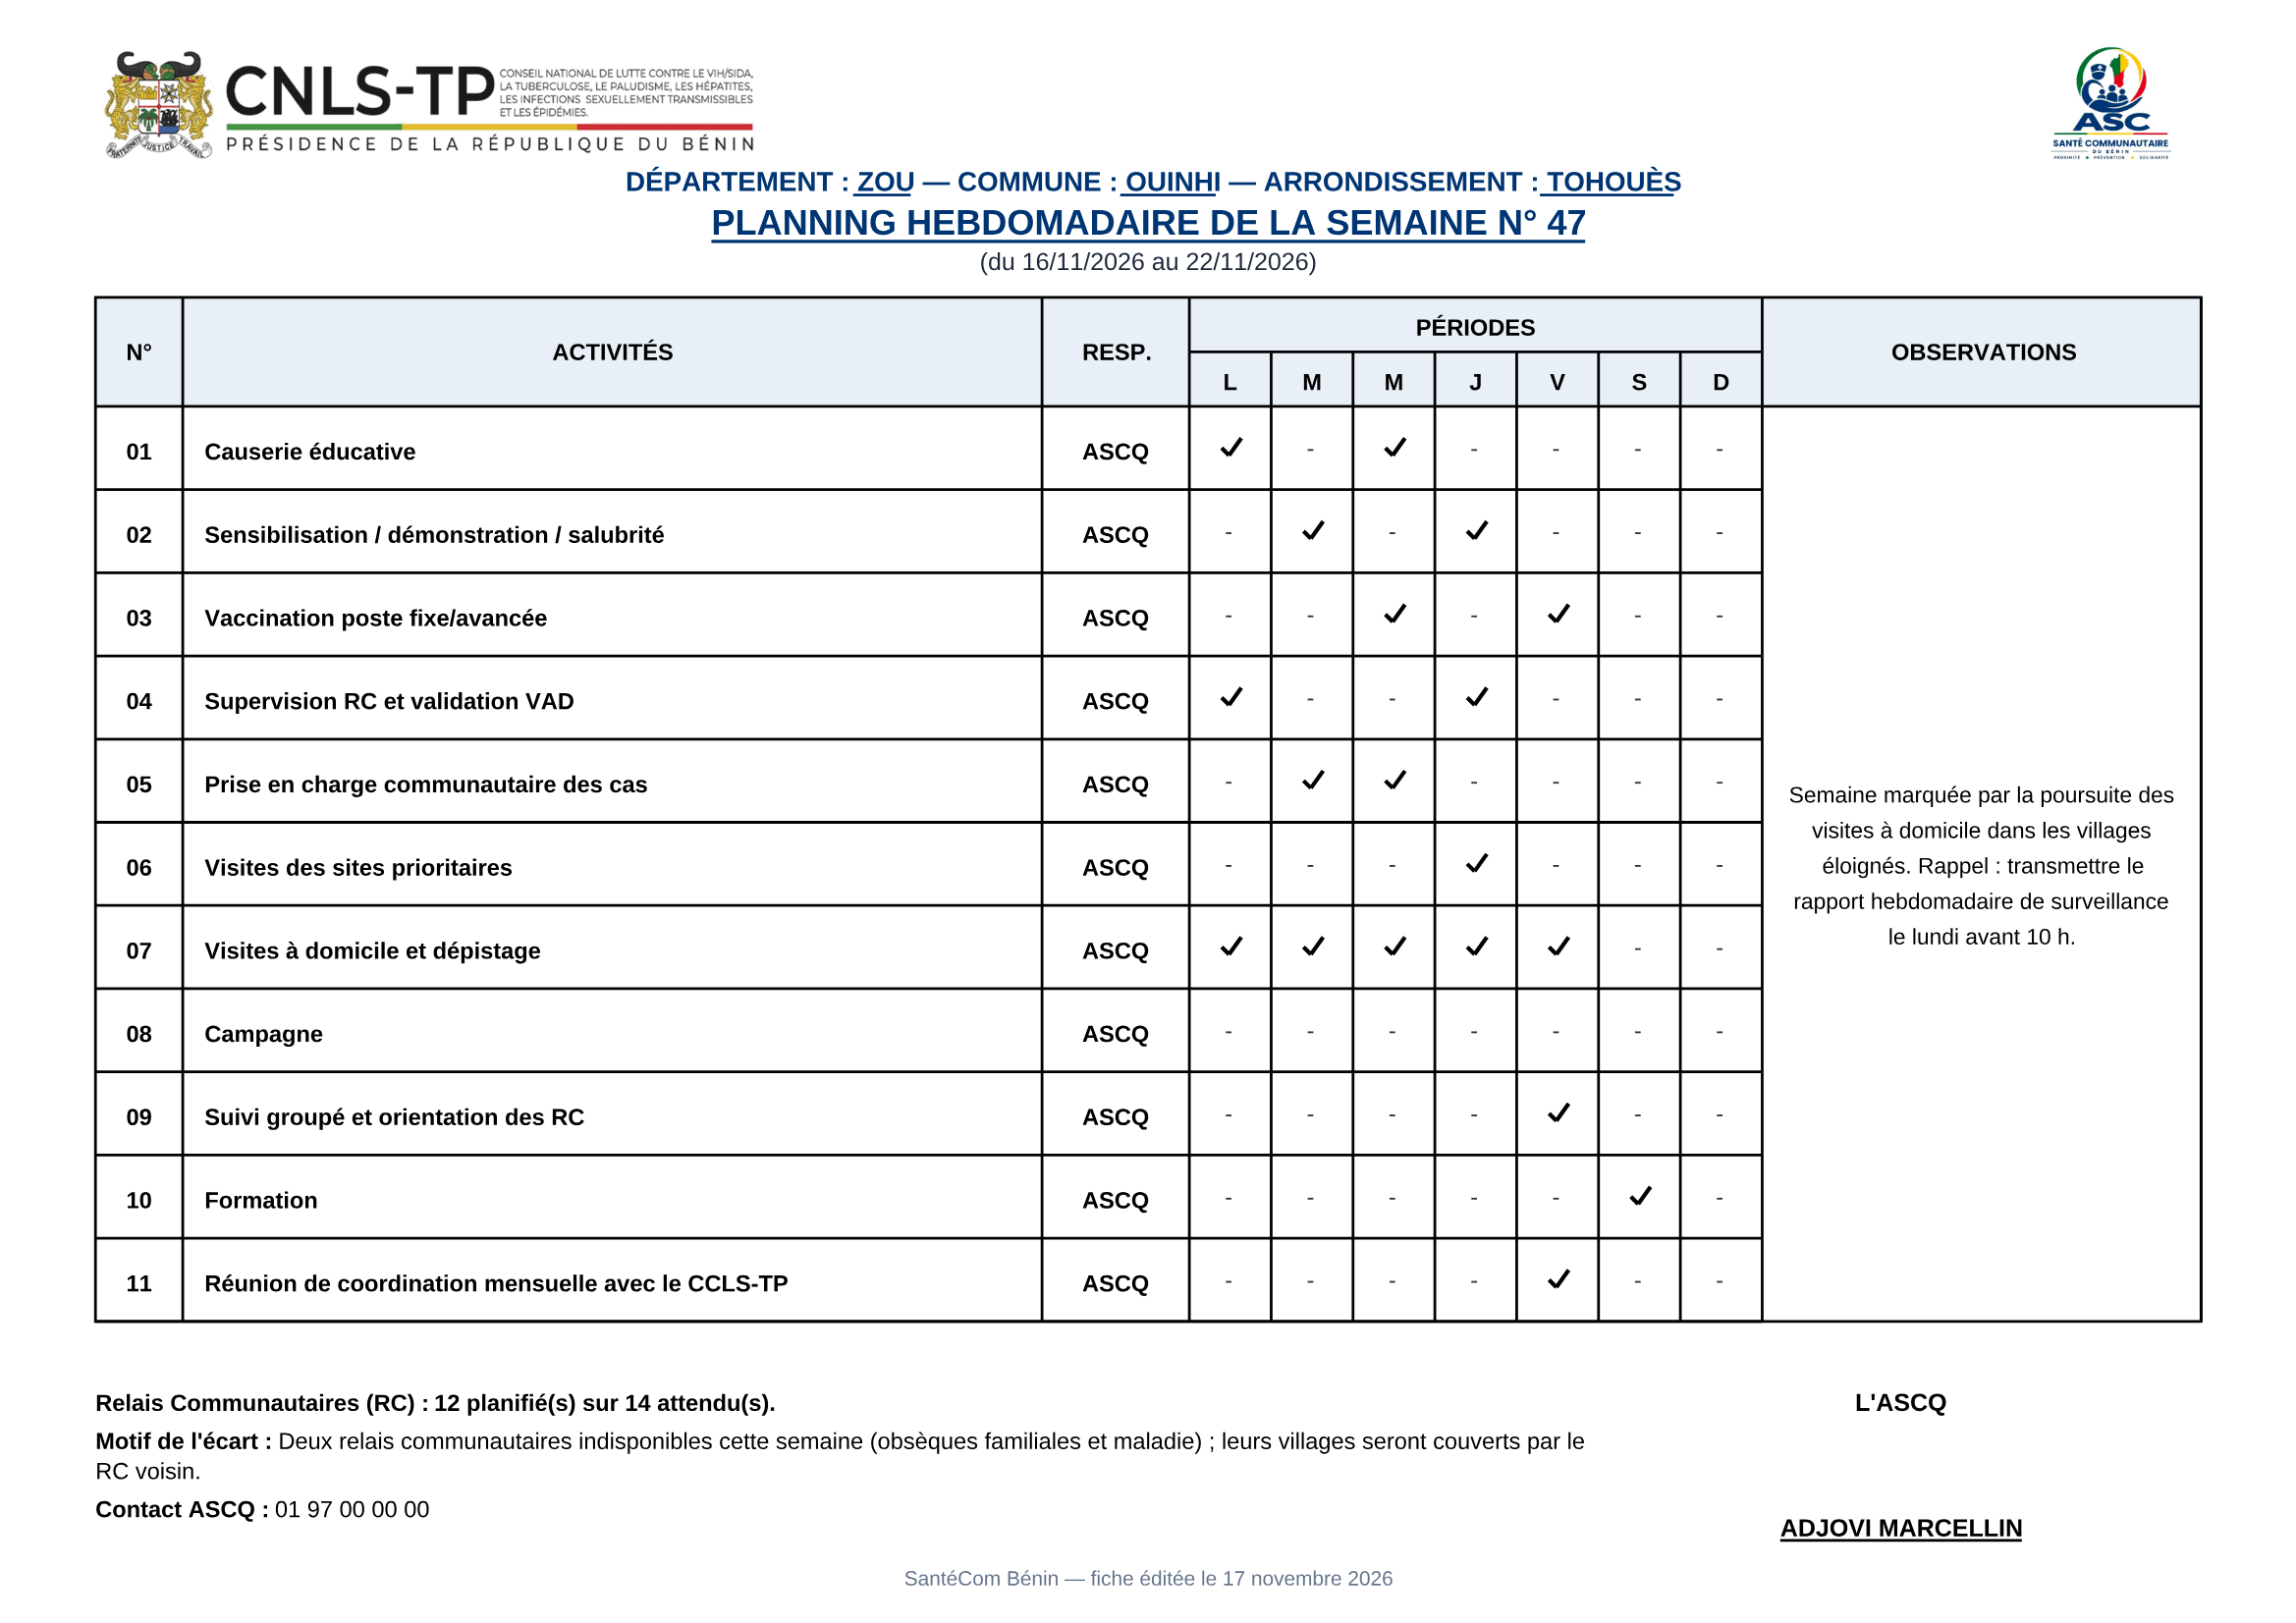 CNLS-TP
CONSEIL NATIONAL DE LUTTE CONTRE LE VIH/SIDA,
LA TUBERCULOSE, LE PALUDISME, LES HÉPATITES,
LES INFECTIONS SEXUELLEMENT TRANSMISSIBLES
ET LES ÉPIDÉMIES.
PRÉSIDENCE DE LA RÉPUBLIQUE DU BÉNIN
FRATERNITÉ JUSTICE TRAVAIL
ASC
SANTÉ COMMUNAUTAIRE
DU BÉNIN
PROXIMITÉ • PRÉVENTION • SOLIDARITÉ
DÉPARTEMENT : ZOU — COMMUNE : OUINHI — ARRONDISSEMENT : TOHOUÈS
PLANNING HEBDOMADAIRE DE LA SEMAINE N° 47
(du 16/11/2026 au 22/11/2026)
N° ACTIVITÉS RESP. PÉRIODES OBSERVATIONS
L M M J V S D
01 Causerie éducative ASCQ ✓ - ✓ - - - -
02 Sensibilisation / démonstration / salubrité ASCQ - ✓ - ✓ - - -
03 Vaccination poste fixe/avancée ASCQ - - ✓ - ✓ - -
04 Supervision RC et validation VAD ASCQ ✓ - - ✓ - - -
05 Prise en charge communautaire des cas ASCQ - ✓ ✓ - - - -
06 Visites des sites prioritaires ASCQ - - - ✓ - - -
07 Visites à domicile et dépistage ASCQ ✓ ✓ ✓ ✓ ✓ - -
08 Campagne ASCQ - - - - - - -
09 Suivi groupé et orientation des RC ASCQ - - - - ✓ - -
10 Formation ASCQ - - - - - ✓ -
11 Réunion de coordination mensuelle avec le CCLS-TP ASCQ - - - - ✓ - -
Semaine marquée par la poursuite des
visites à domicile dans les villages
éloignés. Rappel : transmettre le
rapport hebdomadaire de surveillance
le lundi avant 10 h.
Relais Communautaires (RC) : 12 planifié(s) sur 14 attendu(s).
Motif de l'écart : Deux relais communautaires indisponibles cette semaine (obsèques familiales et maladie) ; leurs villages seront couverts par le
RC voisin.
Contact ASCQ : 01 97 00 00 00
L'ASCQ
ADJOVI MARCELLIN
SantéCom Bénin — fiche éditée le 17 novembre 2026